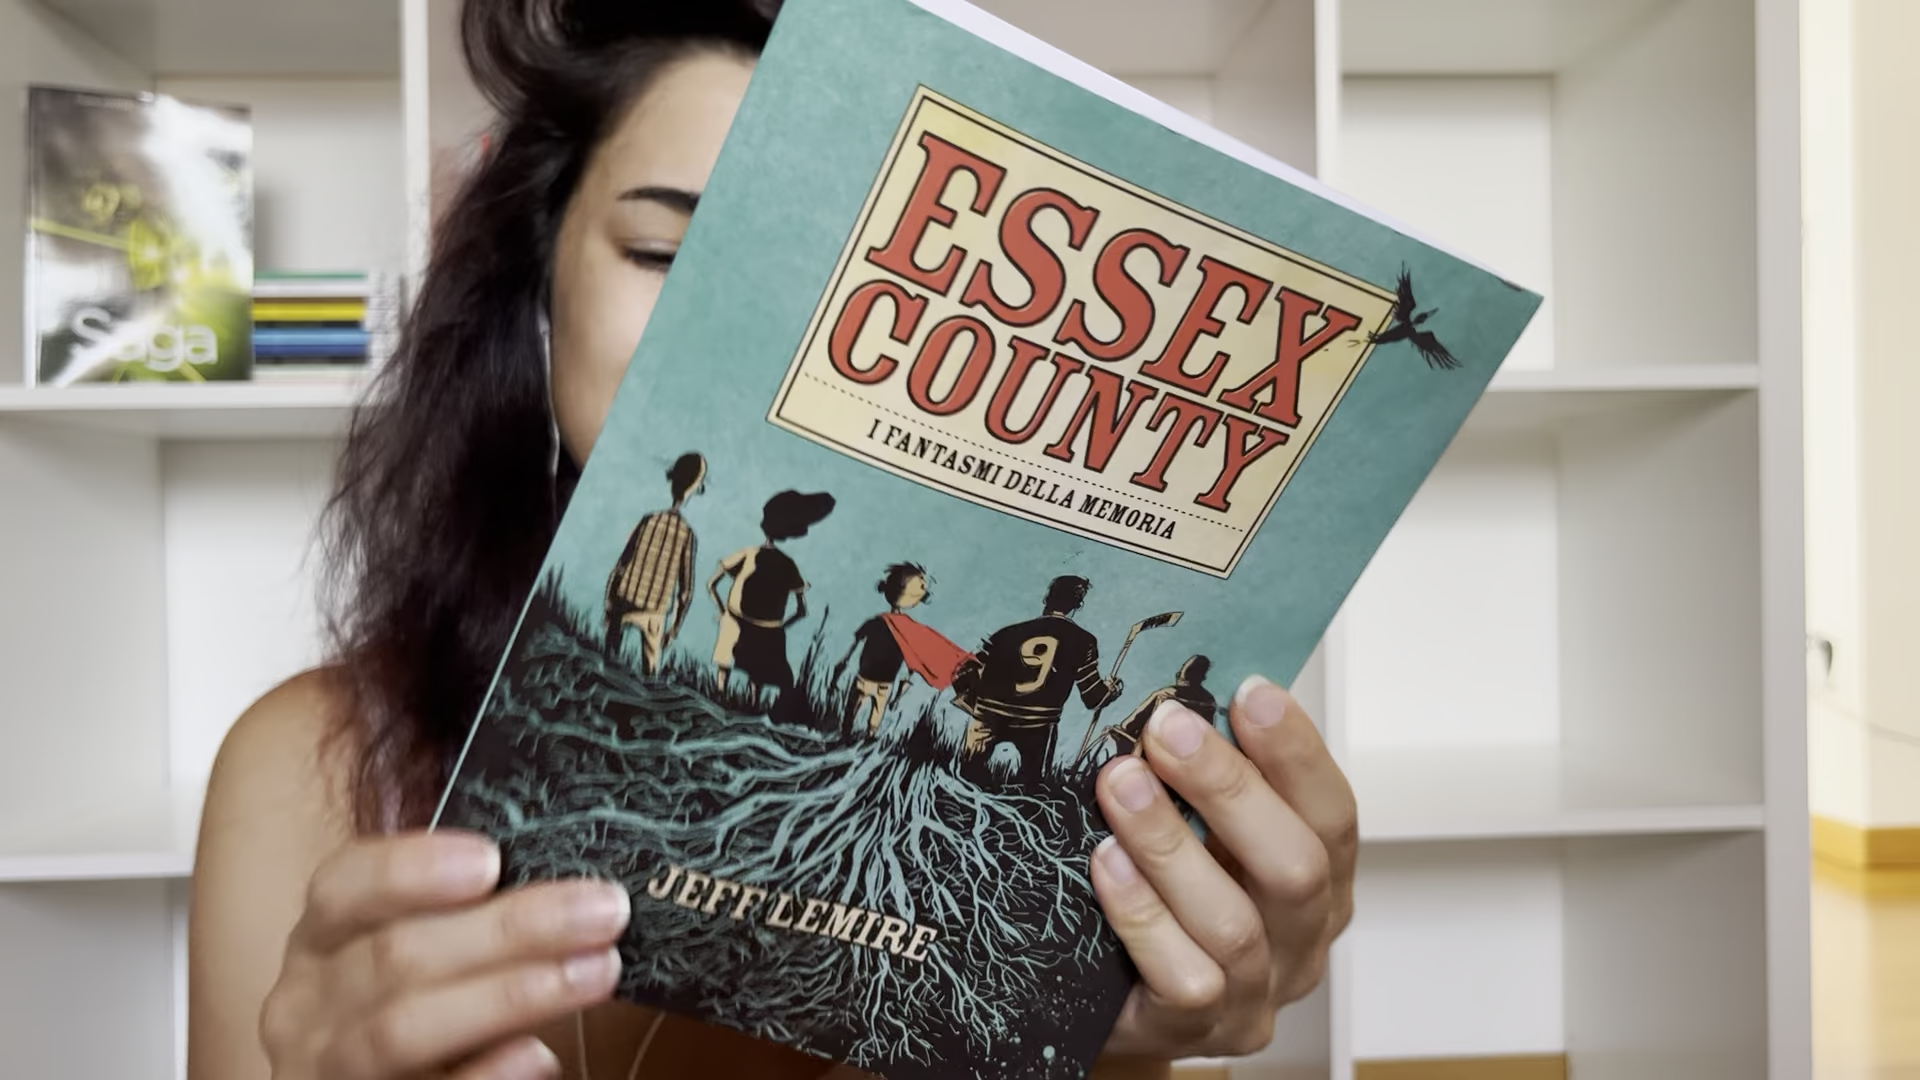 ESSEX
COUNTY
I FANTASMI DELLA MEMORIA
9
JEFF LEMIRE
Saga